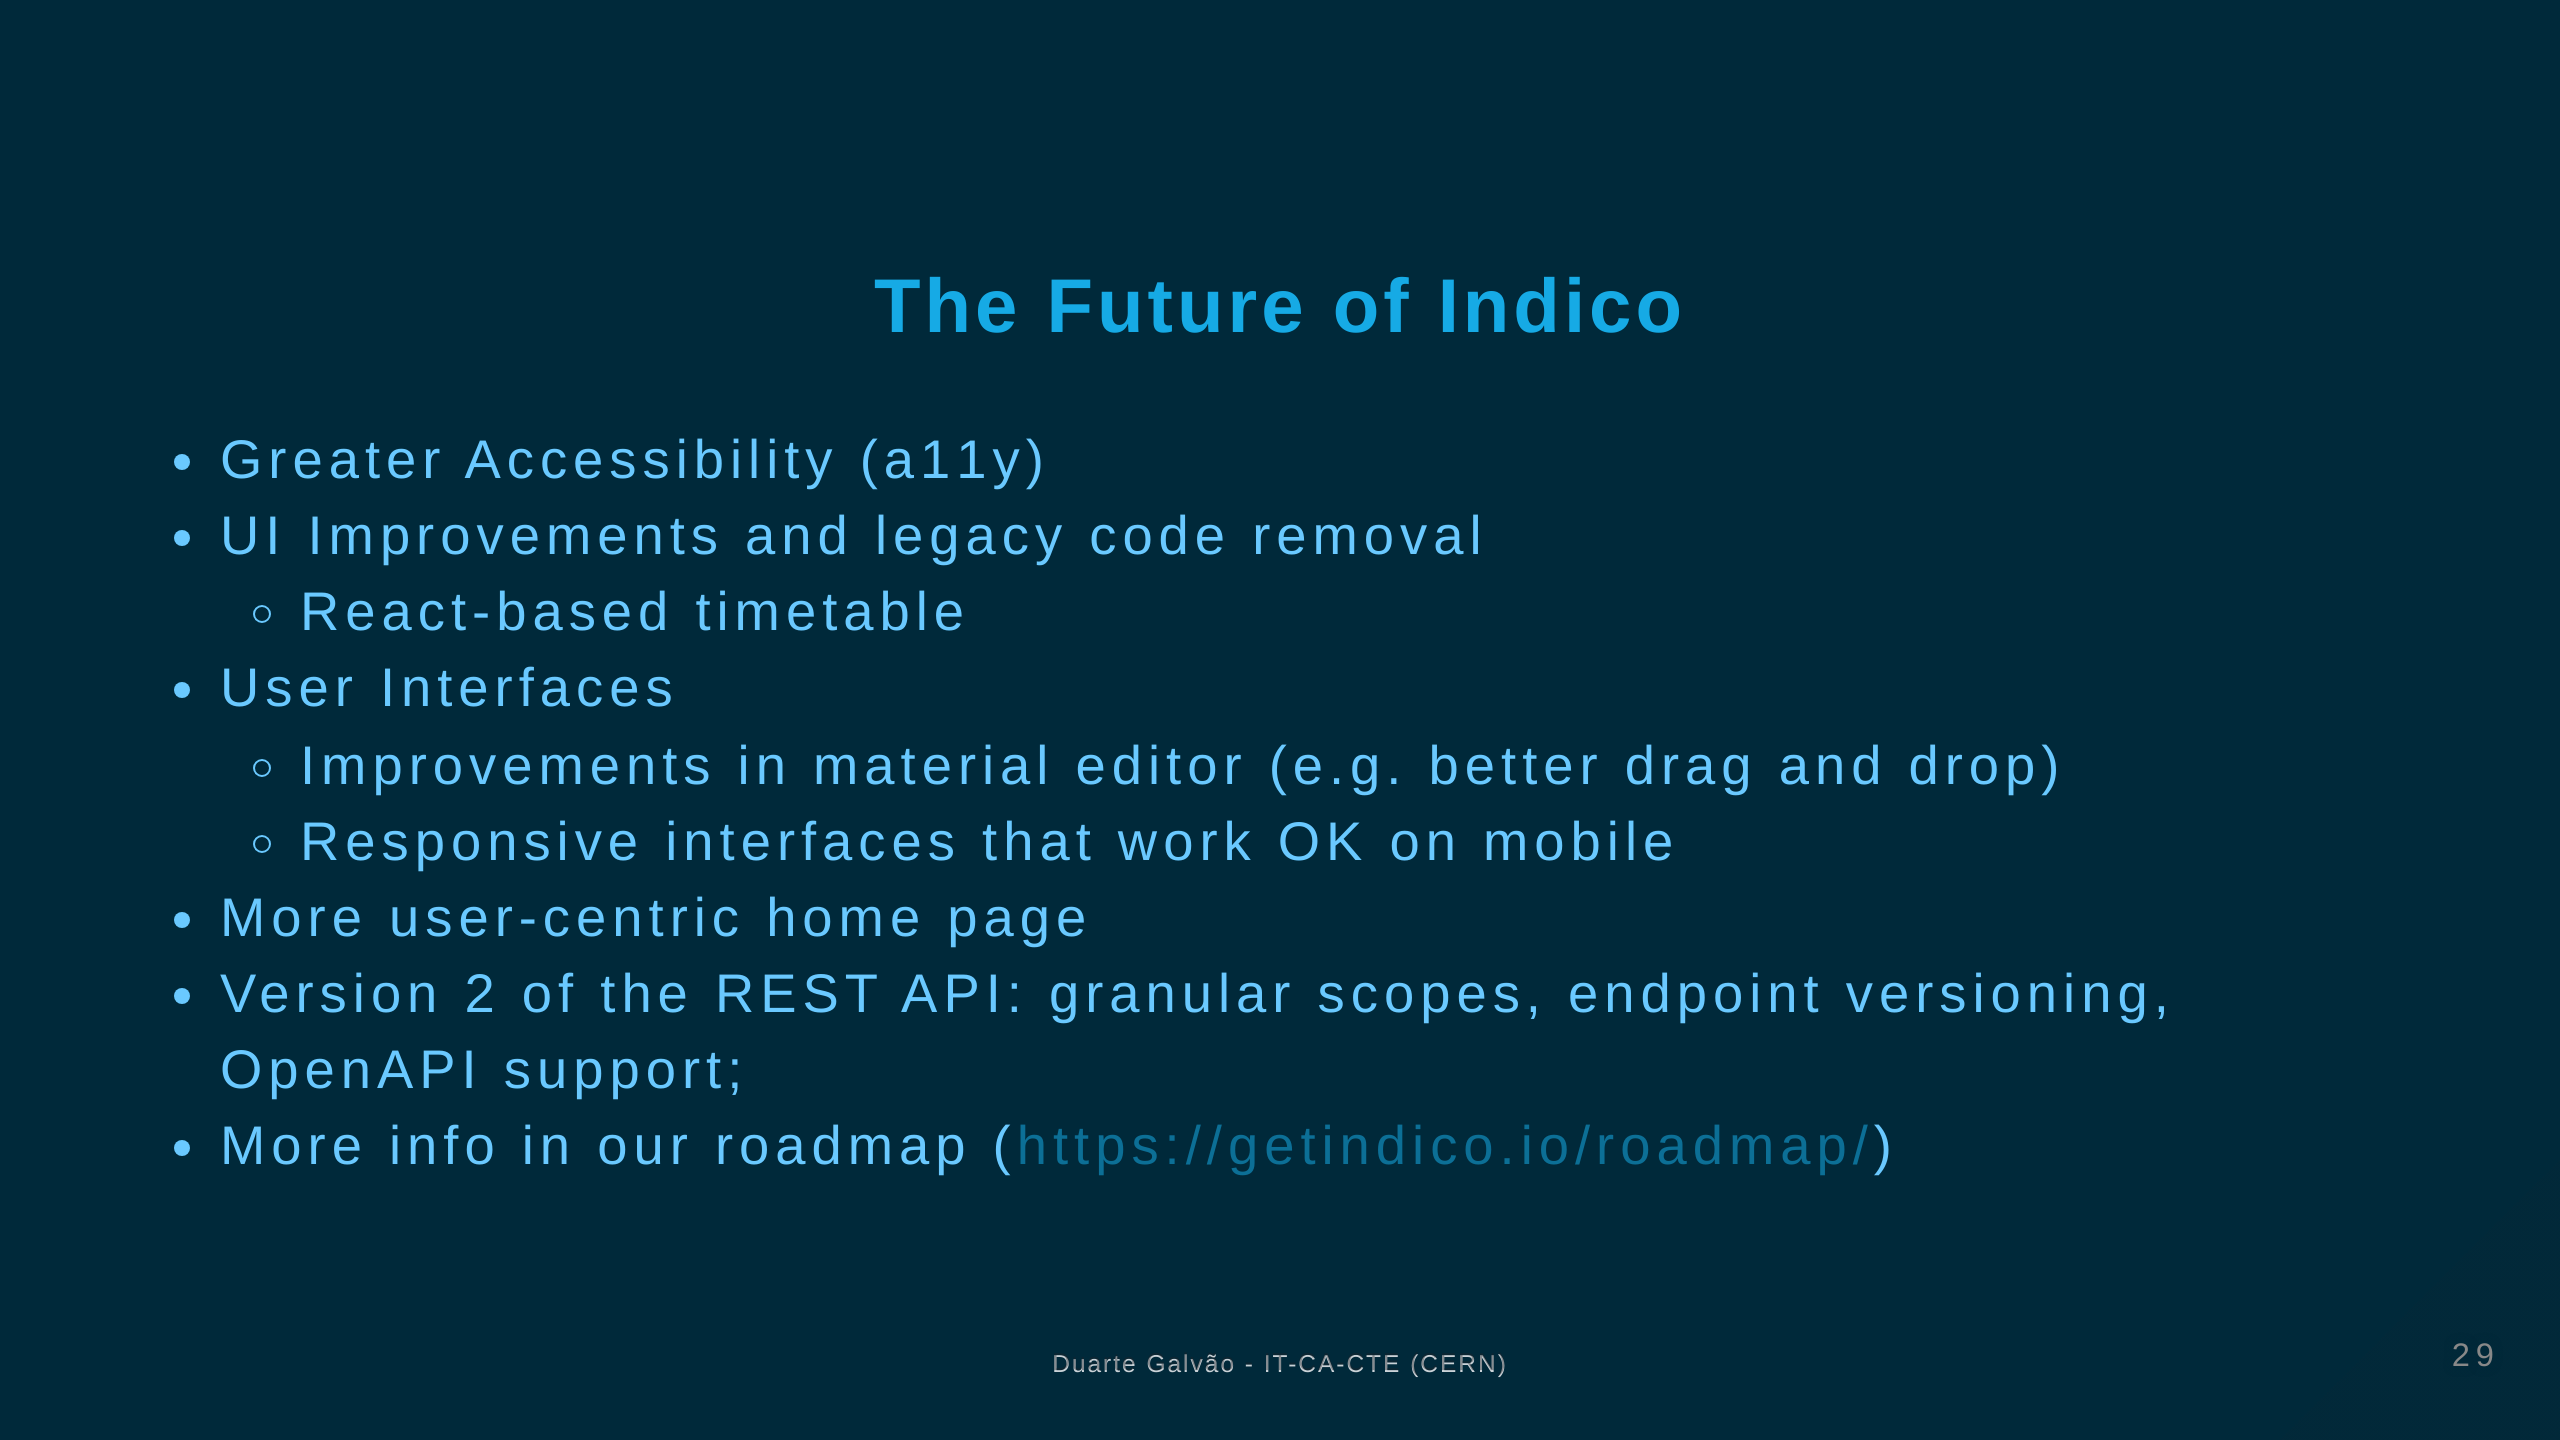 The Future of Indico
• Greater Accessibility (a11y)
• UI Improvements and legacy code removal
◦ React-based timetable
• User Interfaces
◦ Improvements in material editor (e.g. better drag and drop)
◦ Responsive interfaces that work OK on mobile
• More user-centric home page
• Version 2 of the REST API: granular scopes, endpoint versioning,
OpenAPI support;
• More info in our roadmap (https://getindico.io/roadmap/)
Duarte Galvão - IT-CA-CTE (CERN)
29